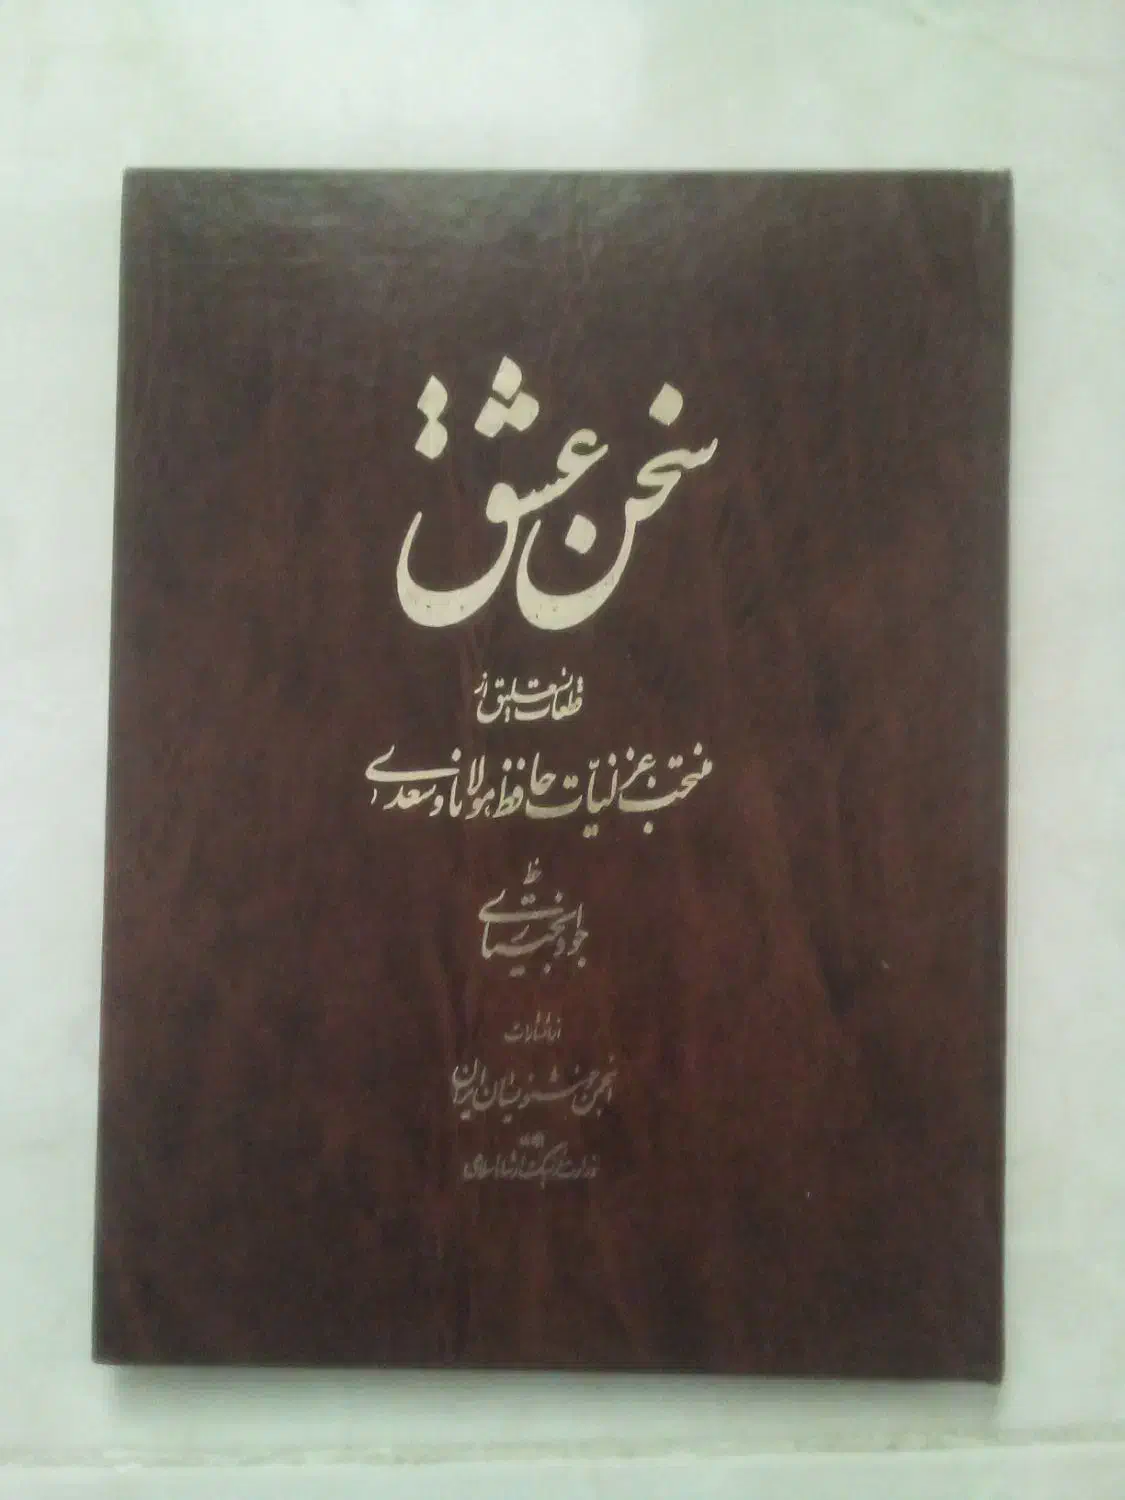 سخن عشق
قطعات نستعلیق از
منتخب غزلیات حافظ مولانا و سعدی
خط
جواد بختیاری
از انتشارات
انجمن خوشنویسان ایران
وزارت فرهنگ و ارشاد اسلامی